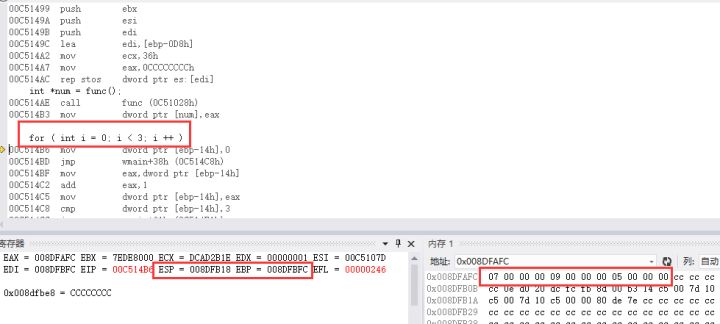 00C51499 push ebx
00C5149A push esi
00C5149B push edi
00C5149C lea edi,[ebp-0D8h]
00C514A2 mov ecx,36h
00C514A7 mov eax,0CCCCCCCCh
00C514AC rep stos dword ptr es:[edi]
int *num = func();
00C514AE call func (0C51028h)
00C514B3 mov dword ptr [num],eax
for ( int i = 0; i < 3; i ++ )
00C514B6 mov dword ptr [ebp-14h],0
00C514BD jmp wmain+38h (0C514C8h)
00C514BF mov eax,dword ptr [ebp-14h]
00C514C2 add eax,1
00C514C5 mov dword ptr [ebp-14h],eax
00C514C8 cmp dword ptr [ebp-14h],3
寄存器
EAX = 008DFAFC EBX = 7EDE8000 ECX = DCAD2B1E EDX = 00000001 ESI = 00C5107D
EDI = 008DFBFC EIP = 00C514B6 ESP = 008DFB18 EBP = 008DFBFC EFL = 00000246
0x008dfbe8 = CCCCCCCC
内存 1
地址: 0x008DFAFC 列: 自动
0x008DFAFC 07 00 00 00 09 00 00 00 05 00 00 00 cc cc cc
0x008DFB0B cc 0e d0 20 dc fc fb 8d 00 b3 14 c5 00 7d 10
0x008DFB1A c5 00 7d 10 c5 00 00 80 de 7e cc cc cc cc cc
0x008DFB29 cc cc cc cc cc cc cc cc cc cc cc cc cc cc cc